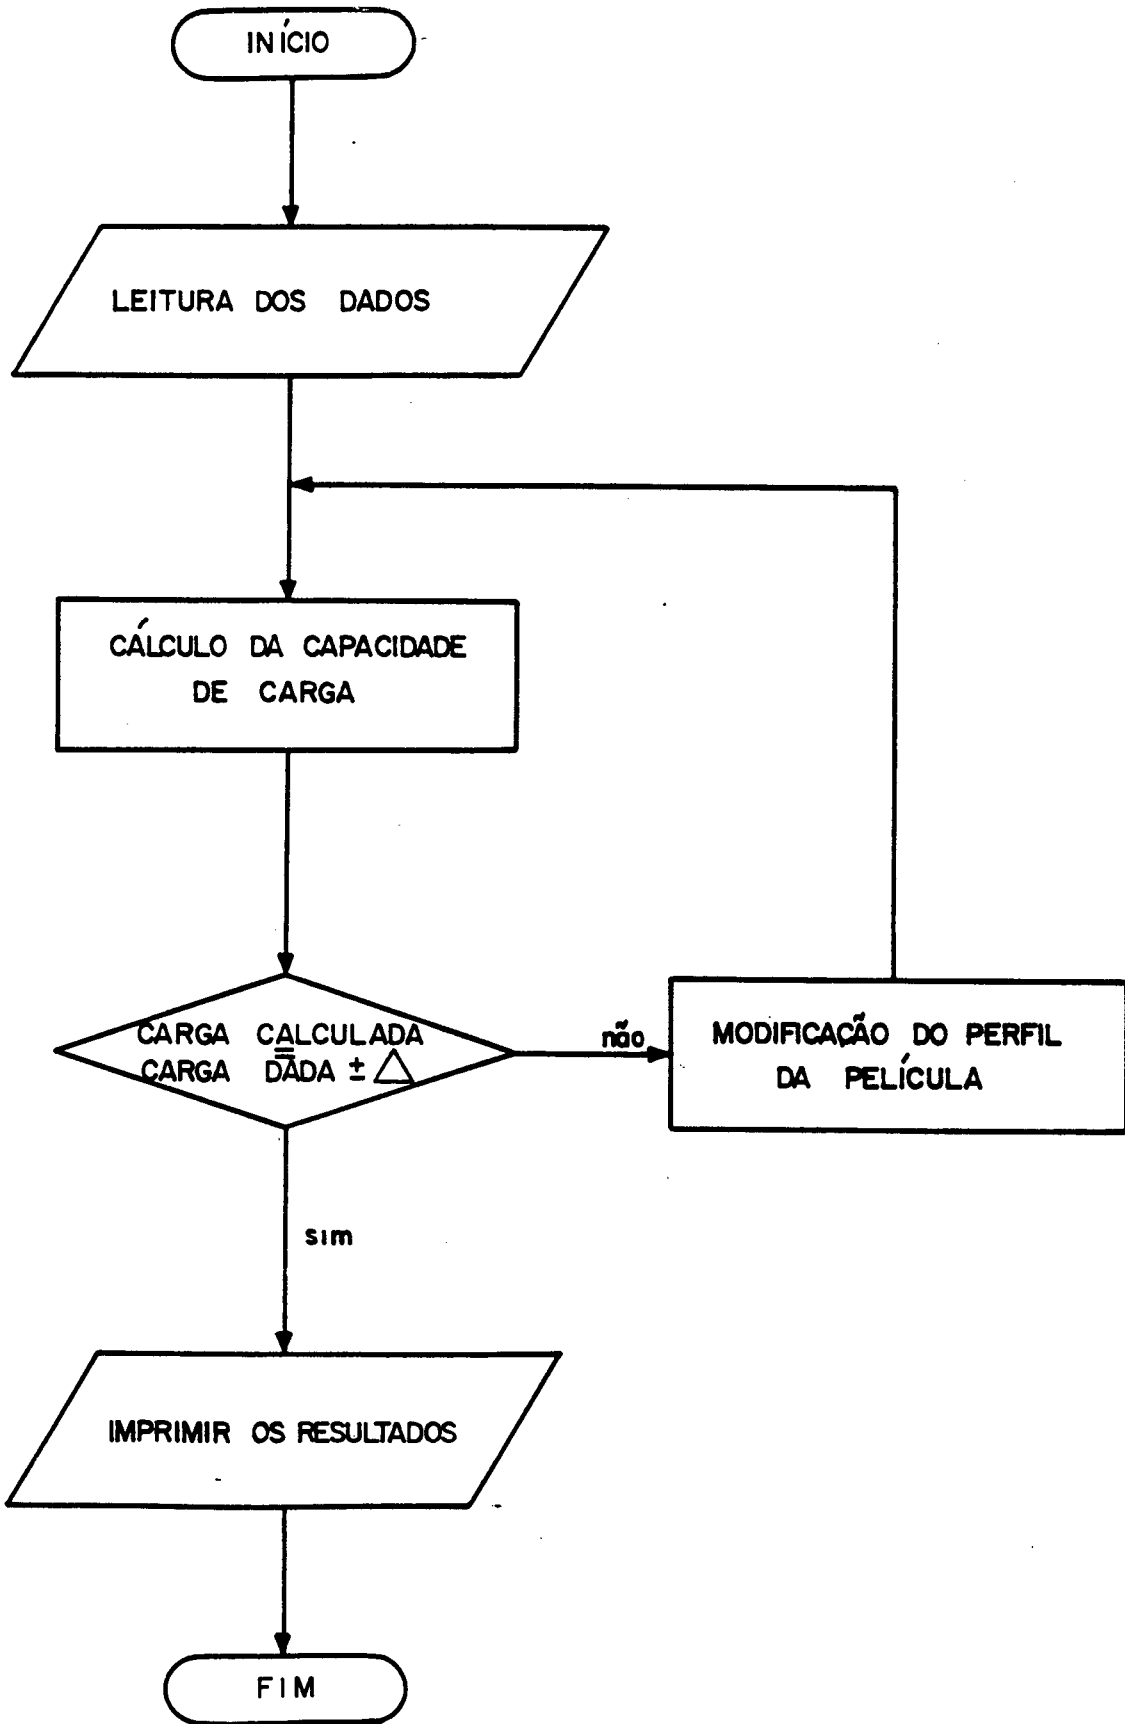 INÍCIO
LEITURA DOS DADOS
CÁLCULO DA CAPACIDADE
DE CARGA
CARGA CALCULADA
=
CARGA DADA ± △
não
MODIFICAÇÃO DO PERFIL
DA PELÍCULA
sim
IMPRIMIR OS RESULTADOS
FIM